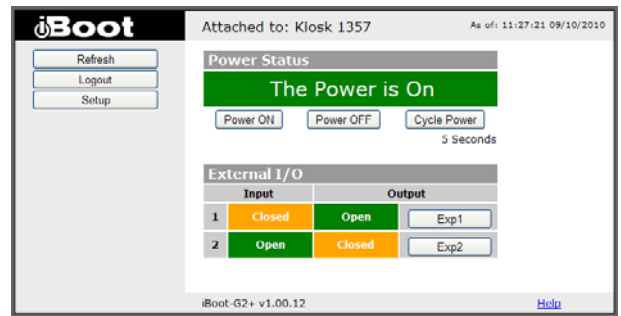 iBoot
Attached to: Kiosk 1357
As of: 11:27:21 09/10/2010
Refresh
Logout
Setup
Power Status
The Power is On
Power ON Power OFF Cycle Power
5 Seconds
External I/O
Input Output
1 Closed Open Exp1
2 Open Closed Exp2
iBoot-G2+ v1.00.12
Help